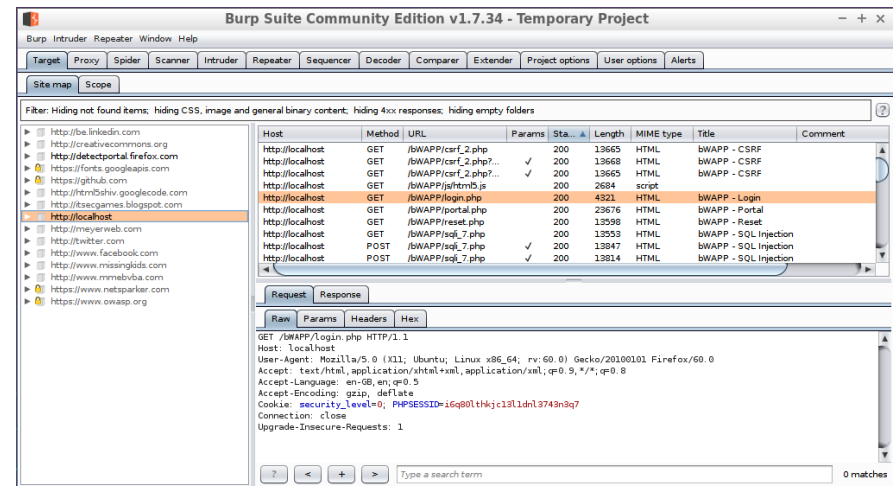 Burp Suite Community Edition v1.7.34 - Temporary Project
Burp Intruder Repeater Window Help
Target Proxy Spider Scanner Intruder Repeater Sequencer Decoder Comparer Extender Project options User options Alerts
Site map Scope
Filter: Hiding not found items; hiding CSS, image and general binary content; hiding 4xx responses; hiding empty folders ?
http://be.linkedin.com
http://creativecommons.org
http://detectportal.firefox.com
https://fonts.googleapis.com
https://github.com
http://html5shiv.googlecode.com
http://itsecgames.blogspot.com
http://localhost
http://meyerweb.com
http://twitter.com
http://www.facebook.com
http://www.missingkids.com
http://www.mmebvba.com
https://www.netsparker.com
https://www.owasp.org
Host Method URL Params Sta... Length MIME type Title Comment
http://localhost GET /bWAPP/csrf_2.php 200 13665 HTML bWAPP - CSRF
http://localhost GET /bWAPP/csrf_2.php?... ✓ 200 13668 HTML bWAPP - CSRF
http://localhost GET /bWAPP/csrf_2.php?... ✓ 200 13665 HTML bWAPP - CSRF
http://localhost GET /bWAPP/js/html5.js 200 2684 script
http://localhost GET /bWAPP/login.php 200 4321 HTML bWAPP - Login
http://localhost GET /bWAPP/portal.php 200 23676 HTML bWAPP - Portal
http://localhost GET /bWAPP/reset.php 200 13598 HTML bWAPP - Reset
http://localhost GET /bWAPP/sqli_7.php 200 13553 HTML bWAPP - SQL Injection
http://localhost POST /bWAPP/sqli_7.php ✓ 200 13847 HTML bWAPP - SQL Injection
http://localhost POST /bWAPP/sqli_7.php ✓ 200 13814 HTML bWAPP - SQL Injection
Request Response
Raw Params Headers Hex
GET /bWAPP/login.php HTTP/1.1
Host: localhost
User-Agent: Mozilla/5.0 (X11; Ubuntu; Linux x86_64; rv:60.0) Gecko/20100101 Firefox/60.0
Accept: text/html,application/xhtml+xml,application/xml;q=0.9,*/*;q=0.8
Accept-Language: en-GB,en;q=0.5
Accept-Encoding: gzip, deflate
Cookie: security_level=0; PHPSESSID=i6q80lthkjc13l1dnl3743n3q7
Connection: close
Upgrade-Insecure-Requests: 1
? < + > Type a search term 0 matches